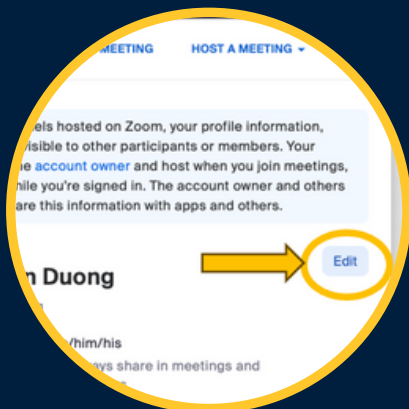 MEETING HOST A MEETING
els hosted on Zoom, your profile information,
isible to other participants or members. Your
e account owner and host when you join meetings,
hile you're signed in. The account owner and others
are this information with apps and others.
Edit
n Duong
/him/his
ays share in meetings and